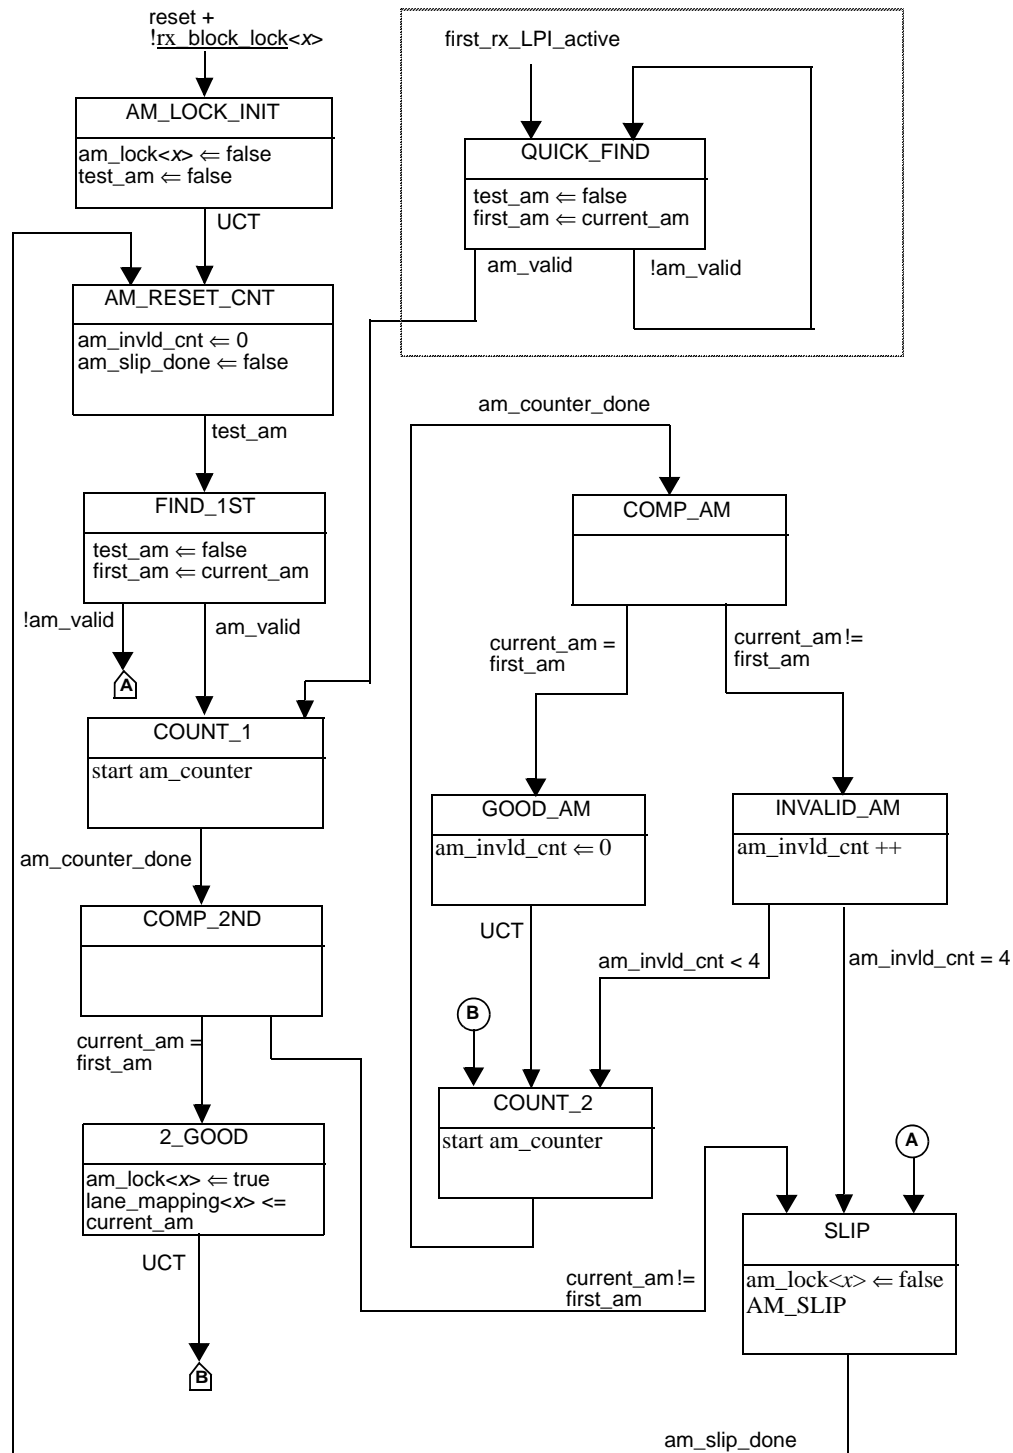 reset +
!rx_block_lock<x>
AM_LOCK_INIT
am_lock<x> ⇐ false
test_am ⇐ false
UCT
AM_RESET_CNT
am_invld_cnt ⇐ 0
am_slip_done ⇐ false
test_am
FIND_1ST
test_am ⇐ false
first_am ⇐ current_am
!am_valid
am_valid
A
COUNT_1
start am_counter
am_counter_done
COMP_2ND
current_am =
first_am
2_GOOD
am_lock<x> ⇐ true
lane_mapping<x> <=
current_am
UCT
B
first_rx_LPI_active
QUICK_FIND
test_am ⇐ false
first_am ⇐ current_am
am_valid
!am_valid
am_counter_done
COMP_AM
current_am =
first_am
current_am !=
first_am
GOOD_AM
am_invld_cnt ⇐ 0
INVALID_AM
am_invld_cnt ++
UCT
am_invld_cnt < 4
am_invld_cnt = 4
B
COUNT_2
start am_counter
A
current_am !=
first_am
SLIP
am_lock<x> ⇐ false
AM_SLIP
am_slip_done